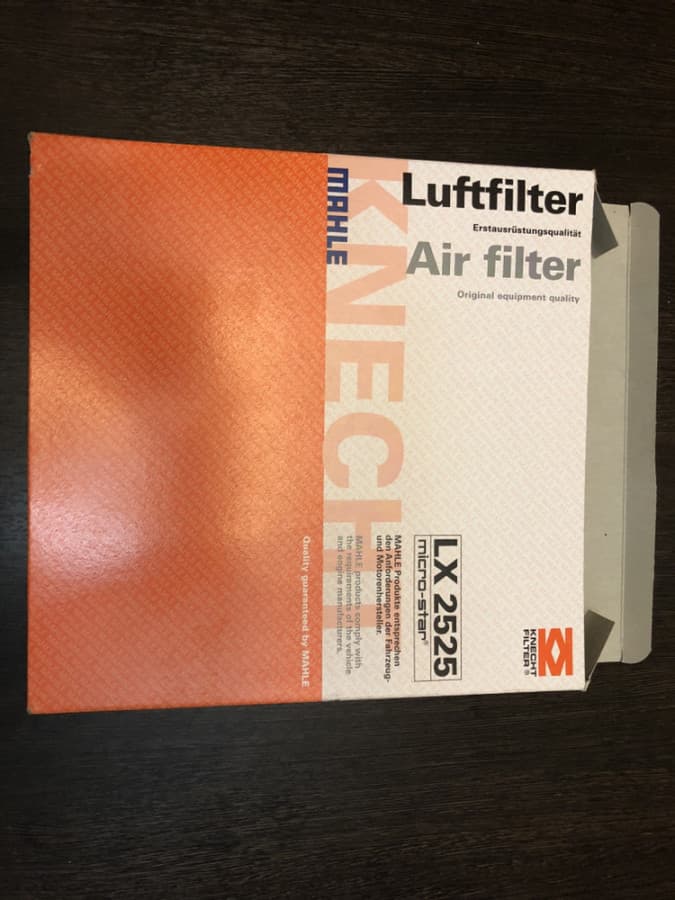 Luftfilter
Erstausrüstungsqualität
Air filter
Original equipment quality
MAHLE
KNECHT
LX 2525
micro-star®
MAHLE Produkte entsprechen
den Anforderungen der Fahrzeug-
und Motorenhersteller.
MAHLE products comply with
the requirements of the vehicle
and engine manufacturers.
KNECHT
FILTER®
Quality guaranteed by MAHLE